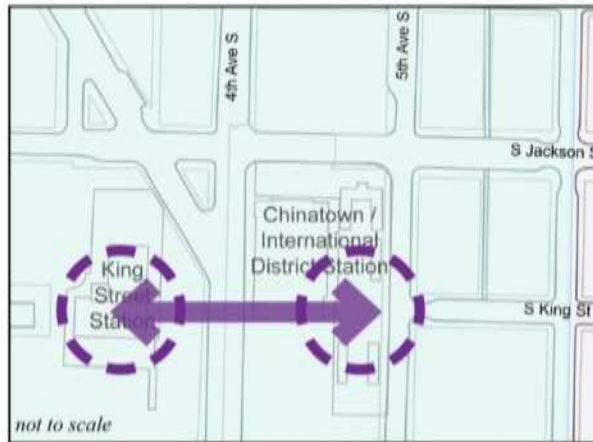 4th Ave S
5th Ave S
S Jackson S
Chinatown /
International
District Station
King
Street
Station
S King St
not to scale